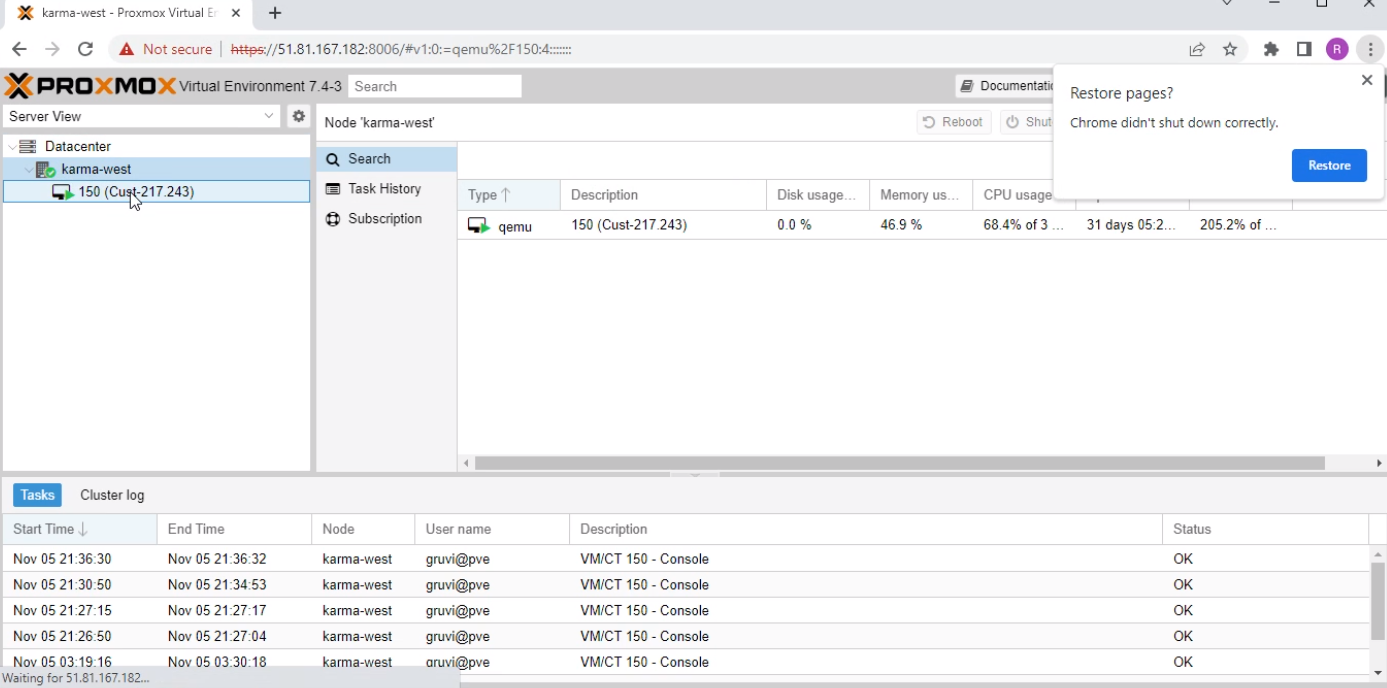 karma-west - Proxmox Virtual Er
Not secure https://51.81.167.182:8006/#v1:0:=qemu%2F150:4:::::::
R
PROXMOX Virtual Environment 7.4-3 Search
Documentatio
Restore pages?
Chrome didn't shut down correctly.
Restore
Server View
Node 'karma-west'
Reboot
Shut
Datacenter
karma-west
150 (Cust-217.243)
Search
Task History
Subscription
Type Description Disk usage... Memory us... CPU usage
qemu 150 (Cust-217.243) 0.0 % 46.9 % 68.4% of 3 ... 31 days 05:2... 205.2% of ...
Tasks Cluster log
Start Time End Time Node User name Description Status
Nov 05 21:36:30 Nov 05 21:36:32 karma-west gruvi@pve VM/CT 150 - Console OK
Nov 05 21:30:50 Nov 05 21:34:53 karma-west gruvi@pve VM/CT 150 - Console OK
Nov 05 21:27:15 Nov 05 21:27:17 karma-west gruvi@pve VM/CT 150 - Console OK
Nov 05 21:26:50 Nov 05 21:27:04 karma-west gruvi@pve VM/CT 150 - Console OK
Nov 05 03:19:16 Nov 05 03:30:18 karma-west gruvi@pve VM/CT 150 - Console OK
Waiting for 51.81.167.182...